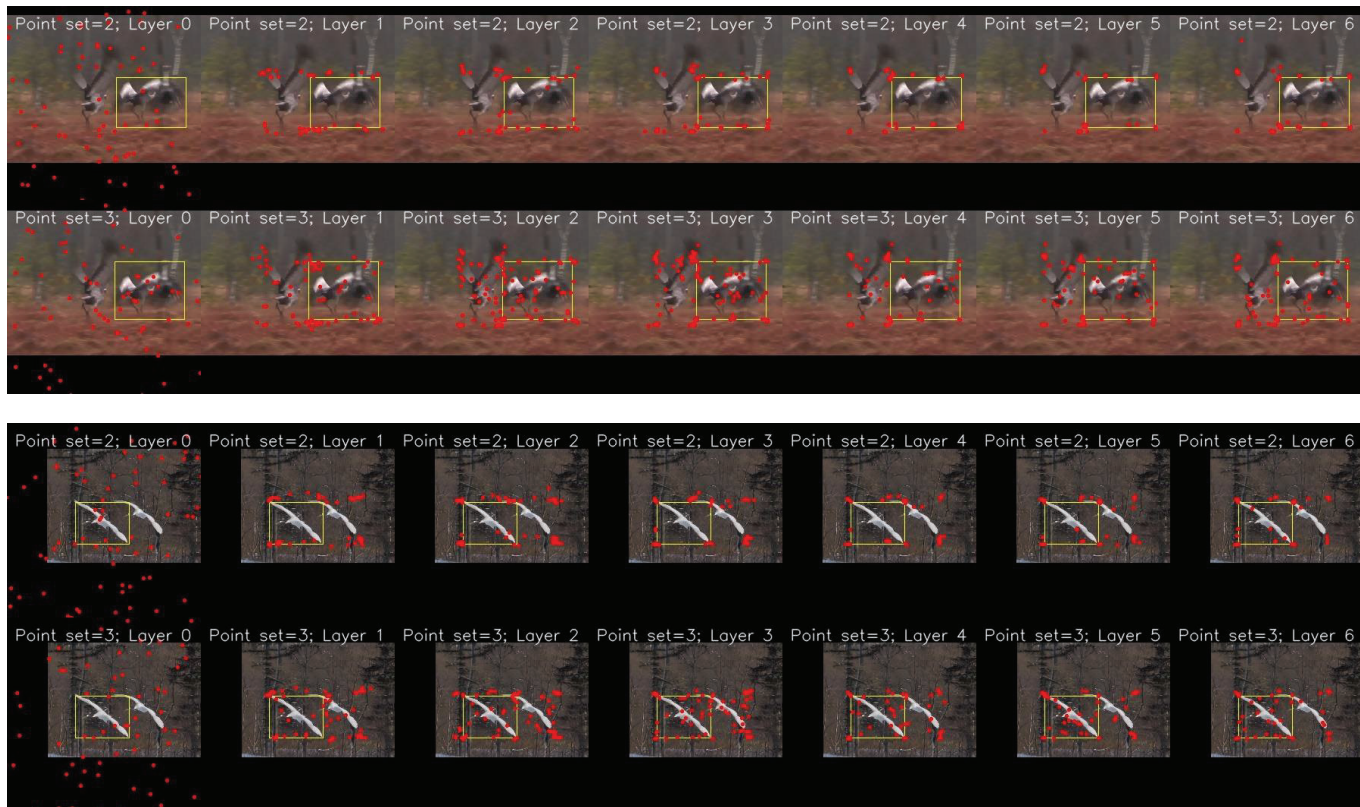 Point set=2; Layer 0 Point set=2; Layer 1 Point set=2; Layer 2 Point set=2; Layer 3 Point set=2; Layer 4 Point set=2; Layer 5 Point set=2; Layer 6
Point set=3; Layer 0 Point set=3; Layer 1 Point set=3; Layer 2 Point set=3; Layer 3 Point set=3; Layer 4 Point set=3; Layer 5 Point set=3; Layer 6
Point set=2; Layer 0 Point set=2; Layer 1 Point set=2; Layer 2 Point set=2; Layer 3 Point set=2; Layer 4 Point set=2; Layer 5 Point set=2; Layer 6
Point set=3; Layer 0 Point set=3; Layer 1 Point set=3; Layer 2 Point set=3; Layer 3 Point set=3; Layer 4 Point set=3; Layer 5 Point set=3; Layer 6